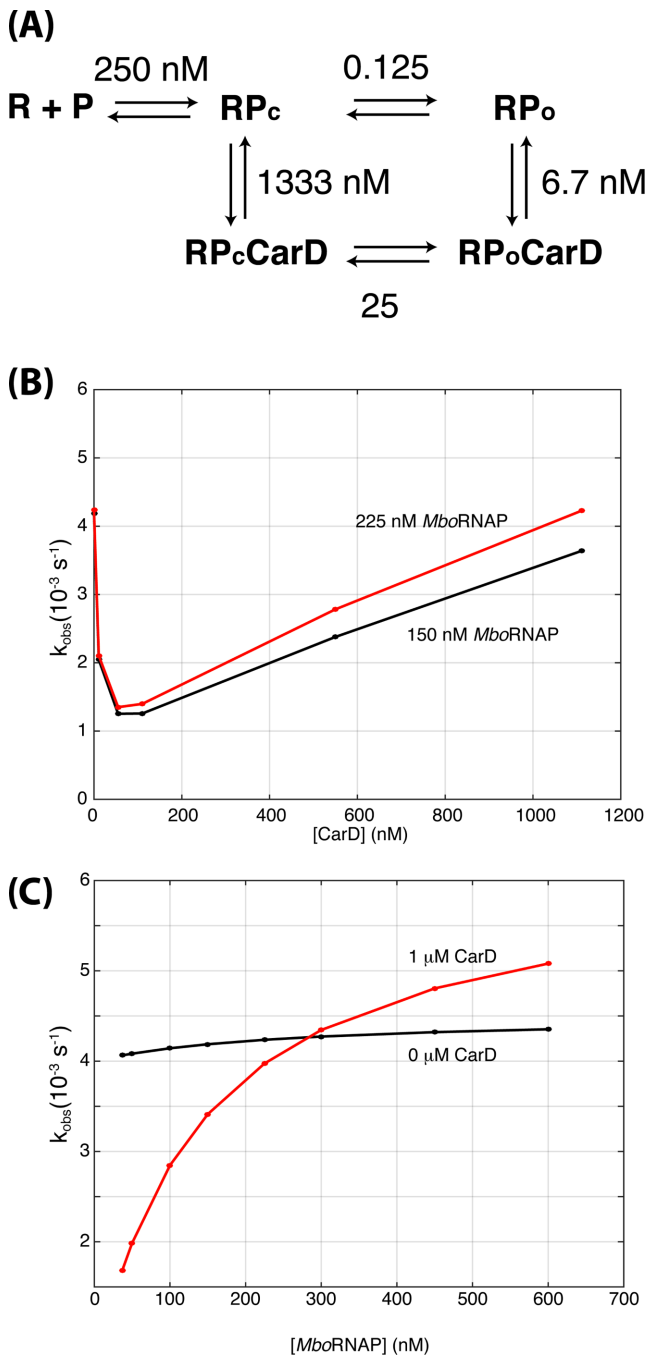 (A)
250 nM 0.125
R + P RPc RPo
1333 nM 6.7 nM
RPcCarD RPoCarD
25
(B)
6
5
4
3
2
1
0
kobs(10-3 s-1)
225 nM MboRNAP
150 nM MboRNAP
0 200 400 600 800 1000 1200
[CarD] (nM)
(C)
6
5
4
3
2
kobs(10-3 s-1)
1 μM CarD
0 μM CarD
0 100 200 300 400 500 600 700
[MboRNAP] (nM)